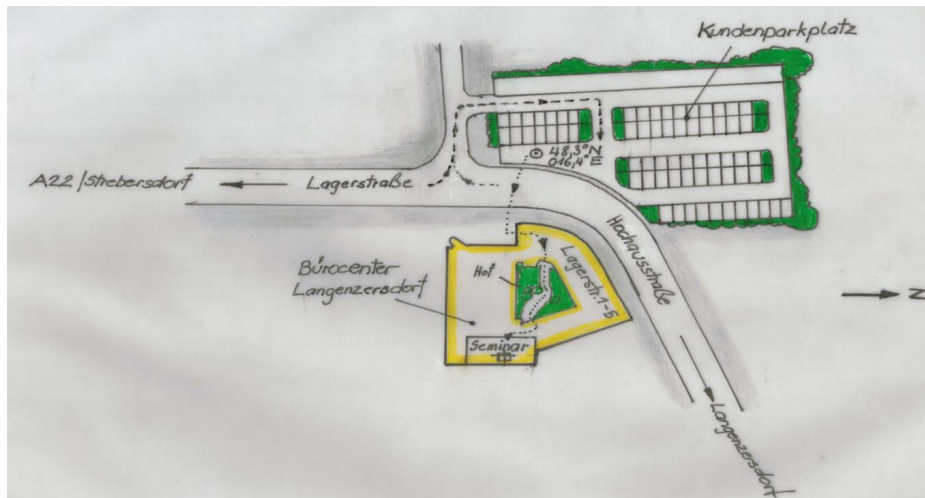 Kundenparkplatz
48,3° N
016,4° E
A22/Strebersdorf
Lagerstraße
Hochausstraße
Bürocenter
Langenzersdorf
Hof
Lagerstr.1-5
N
Seminar
Langenzersdorf